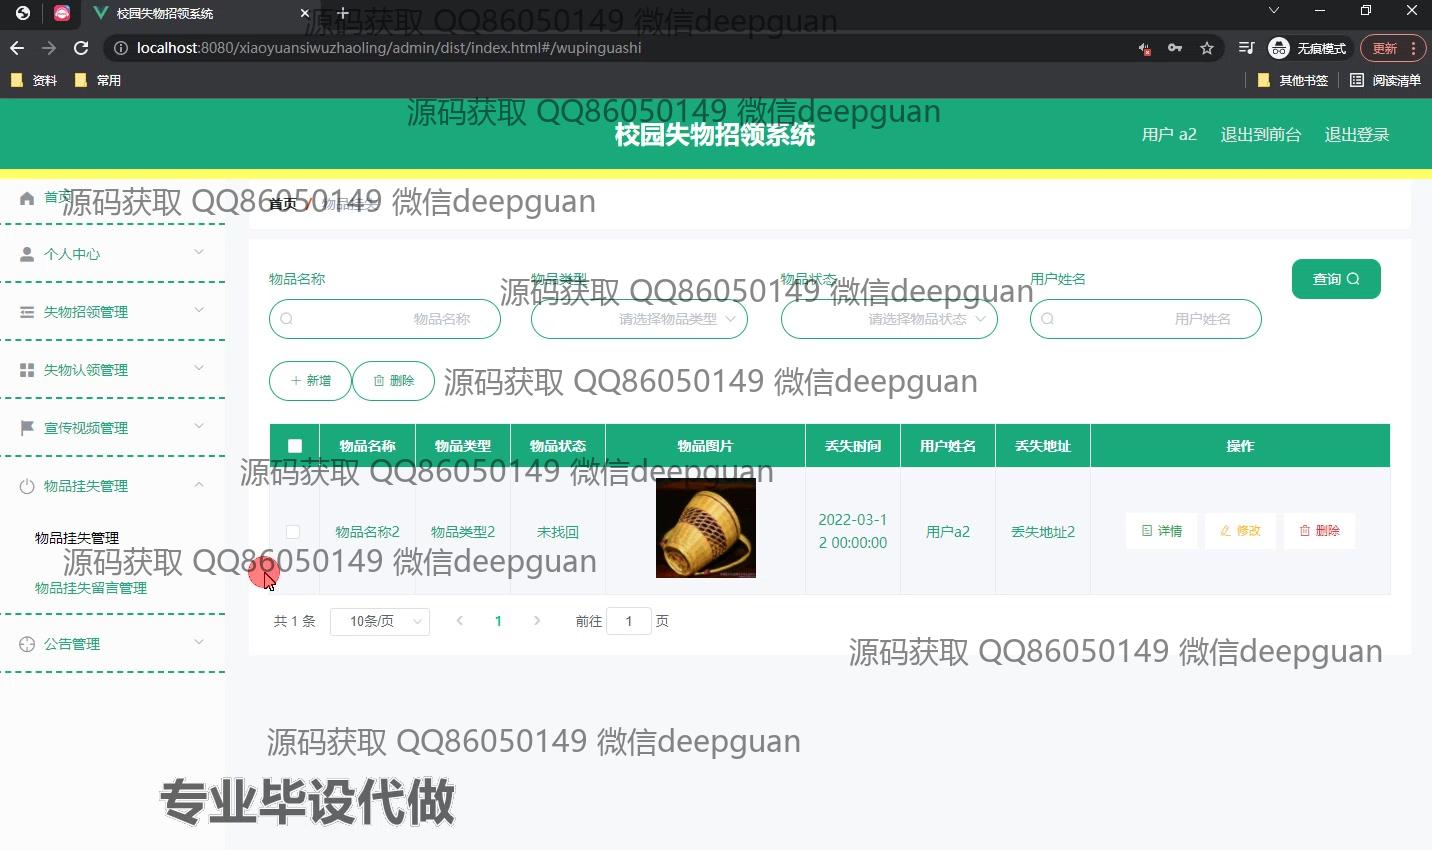 校园失物招领系统
源码获取 QQ86050149 微信deepguan
localhost:8080/xiaoyuansiwuzhaoling/admin/dist/index.html#/wupinguashi
无痕模式
更新
资料
常用
其他书签
阅读清单
源码获取 QQ86050149 微信deepguan
校园失物招领系统
用户 a2
退出到前台
退出登录
首页
个人中心
失物招领管理
失物认领管理
宣传视频管理
物品挂失管理
物品挂失管理
物品挂失留言管理
公告管理
源码获取 QQ86050149 微信deepguan
首页 / 物品挂失
物品名称
物品类型
物品状态
用户姓名
源码获取 QQ86050149 微信deepguan
物品名称
请选择物品类型
请选择物品状态
用户姓名
查询
新增
删除
源码获取 QQ86050149 微信deepguan
物品名称 物品类型 物品状态 物品图片 丢失时间 用户姓名 丢失地址 操作
源码获取 QQ86050149 微信deepguan
物品名称2 物品类型2 未找回 2022-03-1
2 00:00:00
用户a2 丢失地址2 详情 修改 删除
源码获取 QQ86050149 微信deepguan
共 1 条 10条/页 1 前往 1 页
源码获取 QQ86050149 微信deepguan
源码获取 QQ86050149 微信deepguan
专业毕设代做